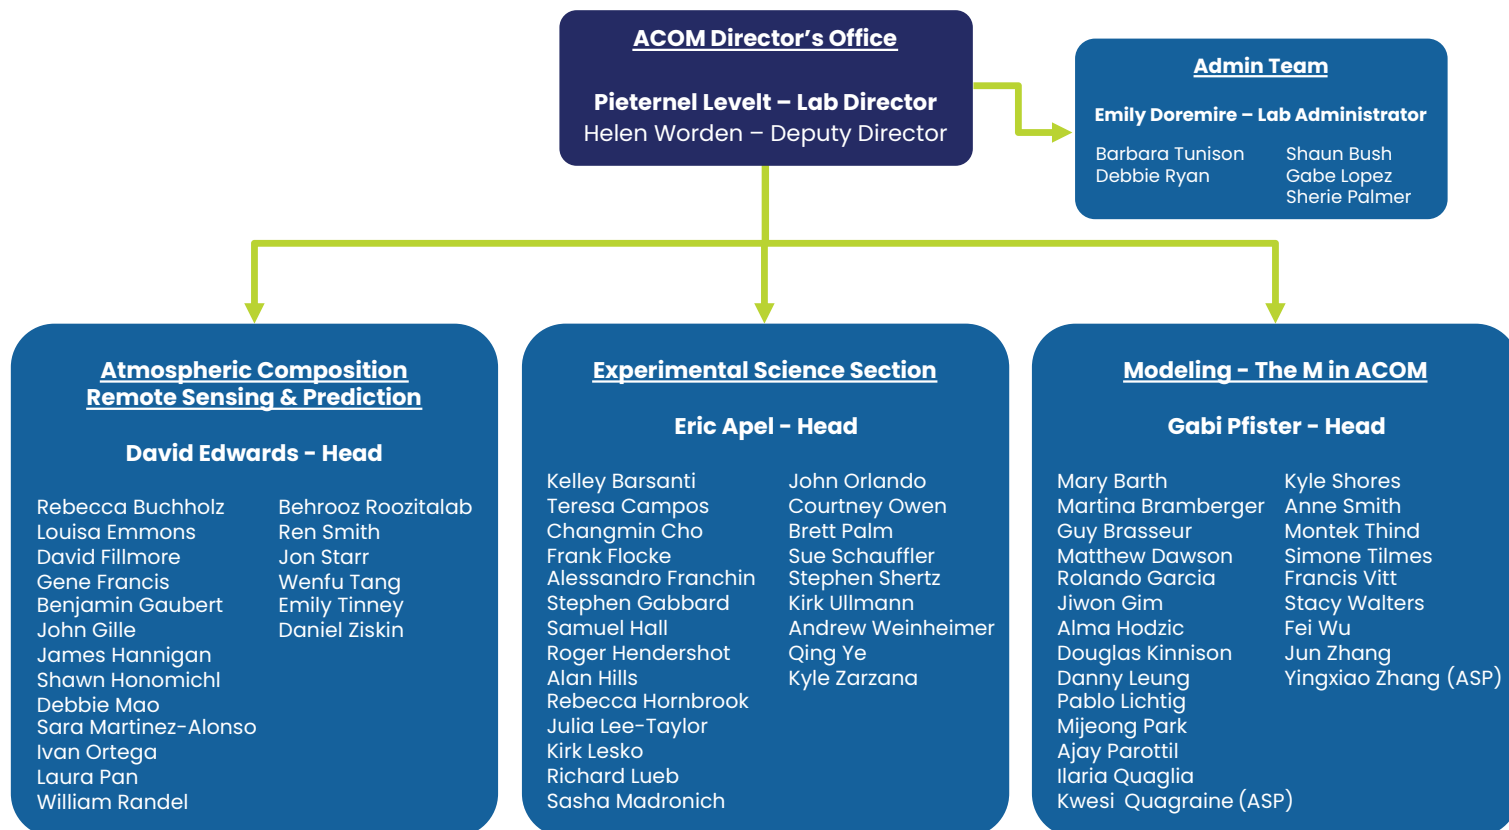 ACOM Director's Office
Pieternel Levelt – Lab Director
Helen Worden – Deputy Director
Admin Team
Emily Doremire – Lab Administrator
Barbara Tunison
Debbie Ryan
Shaun Bush
Gabe Lopez
Sherie Palmer
Atmospheric Composition
Remote Sensing & Prediction
David Edwards - Head
Rebecca Buchholz
Louisa Emmons
David Fillmore
Gene Francis
Benjamin Gaubert
John Gille
James Hannigan
Shawn Honomichl
Debbie Mao
Sara Martinez-Alonso
Ivan Ortega
Laura Pan
William Randel
Behrooz Roozitalab
Ren Smith
Jon Starr
Wenfu Tang
Emily Tinney
Daniel Ziskin
Experimental Science Section
Eric Apel - Head
Kelley Barsanti
Teresa Campos
Changmin Cho
Frank Flocke
Alessandro Franchin
Stephen Gabbard
Samuel Hall
Roger Hendershot
Alan Hills
Rebecca Hornbrook
Julia Lee-Taylor
Kirk Lesko
Richard Lueb
Sasha Madronich
John Orlando
Courtney Owen
Brett Palm
Sue Schauffler
Stephen Shertz
Kirk Ullmann
Andrew Weinheimer
Qing Ye
Kyle Zarzana
Modeling - The M in ACOM
Gabi Pfister - Head
Mary Barth
Martina Bramberger
Guy Brasseur
Matthew Dawson
Rolando Garcia
Jiwon Gim
Alma Hodzic
Douglas Kinnison
Danny Leung
Pablo Lichtig
Mijeong Park
Ajay Parottil
Ilaria Quaglia
Kwesi Quagraine (ASP)
Kyle Shores
Anne Smith
Montek Thind
Simone Tilmes
Francis Vitt
Stacy Walters
Fei Wu
Jun Zhang
Yingxiao Zhang (ASP)